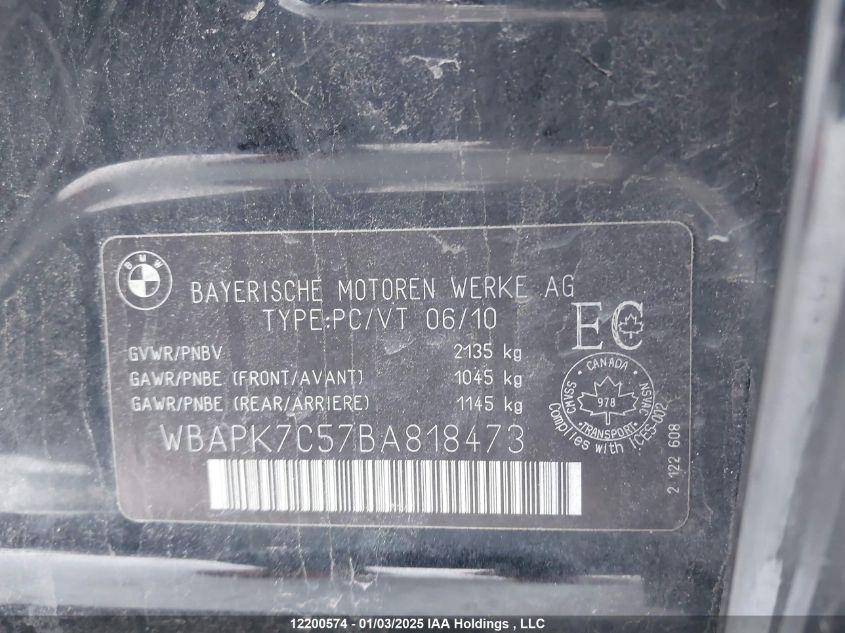 BMW
BAYERISCHE MOTOREN WERKE AG
TYPE:PC/VT 06/10
EC
GVWR/PNBV 2135 kg
GAWR/PNBE (FRONT/AVANT) 1045 kg
GAWR/PNBE (REAR/ARRIERE) 1145 kg
WBAPK7C57BA818473
CANADA
CMVSS NSVAC
978
TRANSPORT
Complies with ICES-002
2 122 608
12200574 - 01/03/2025 IAA Holdings , LLC